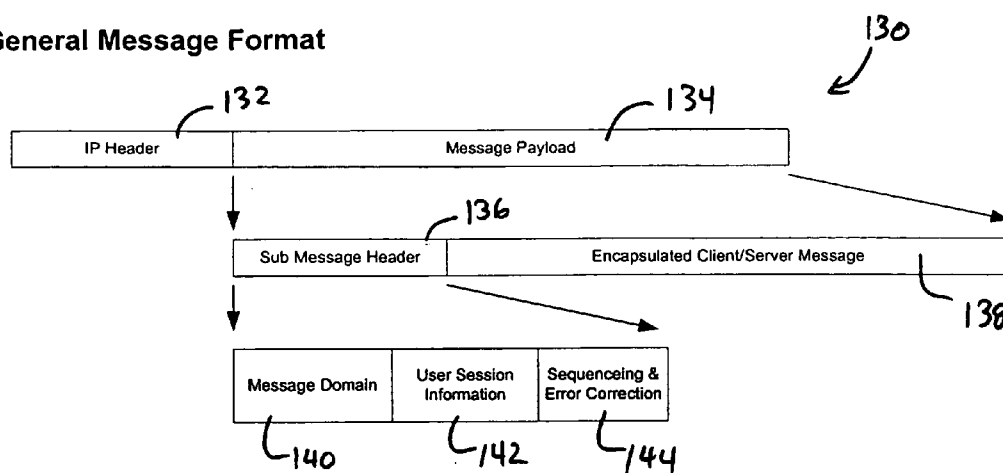 General Message Format
130
132
134
IP Header
Message Payload
136
Sub Message Header
Encapsulated Client/Server Message
138
Message Domain
User Session
Information
Sequenceing &
Error Correction
140
142
144